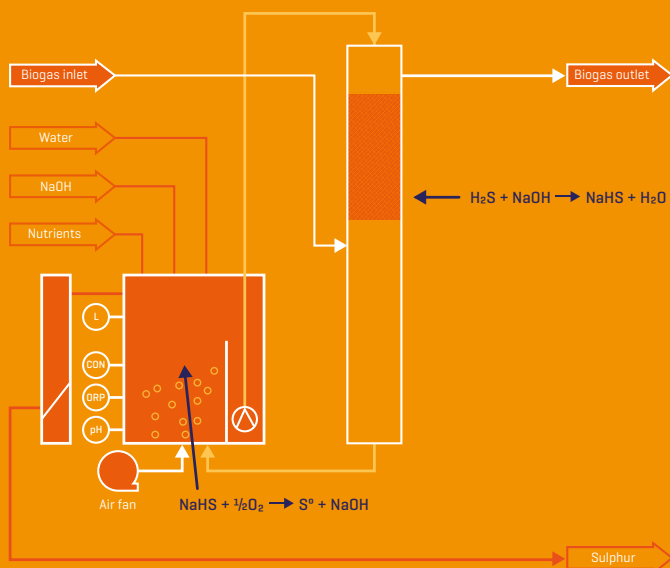 Biogas inlet
Biogas outlet
Water
NaOH
H₂S + NaOH → NaHS + H₂O
Nutrients
L
CON
ORP
pH
Air fan
NaHS + ½O₂ → S⁰ + NaOH
Sulphur